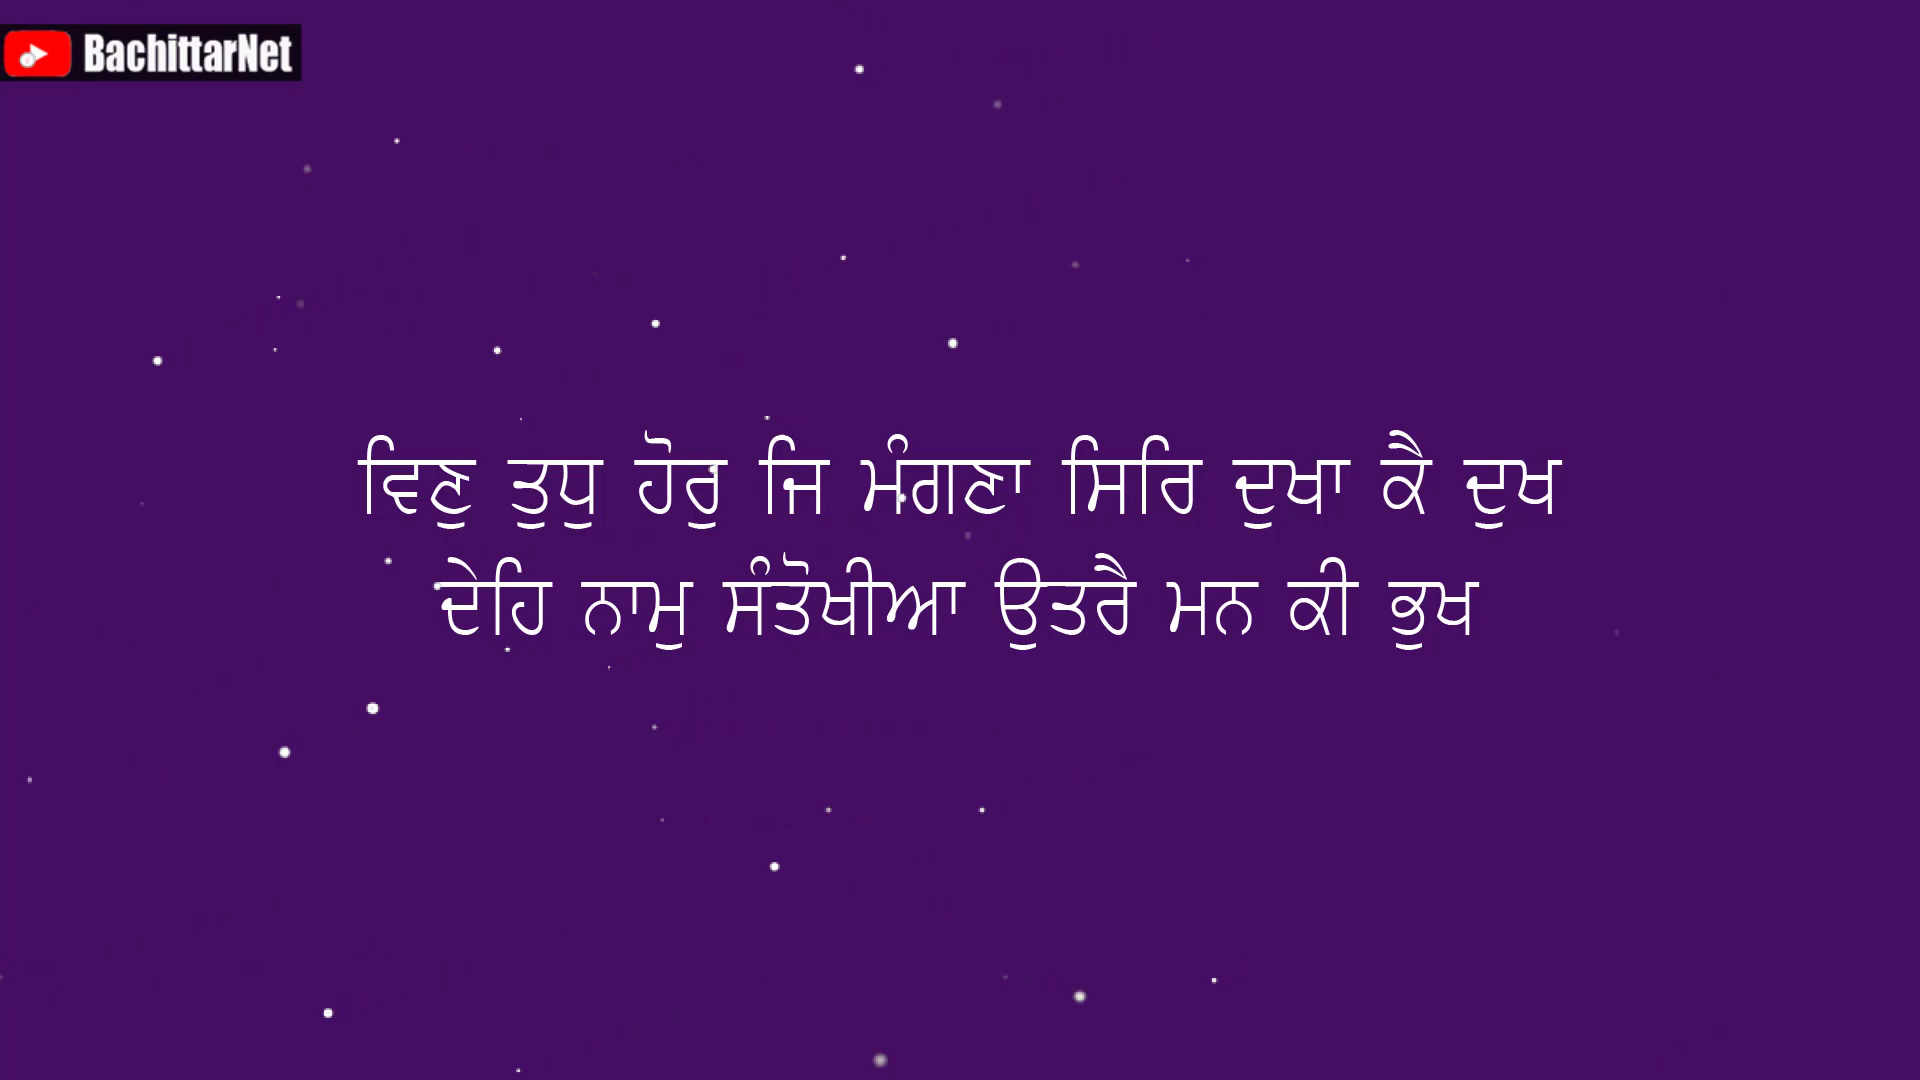 BachittarNet
ਵਿਣੁ ਤੁਧੁ ਹੋਰੁ ਜਿ ਮੰਗਣਾ ਸਿਰਿ ਦੁਖਾ ਕੈ ਦੁਖ
ਦੇਹਿ ਨਾਮੁ ਸੰਤੋਖੀਆ ਉਤਰੈ ਮਨ ਕੀ ਭੁਖ